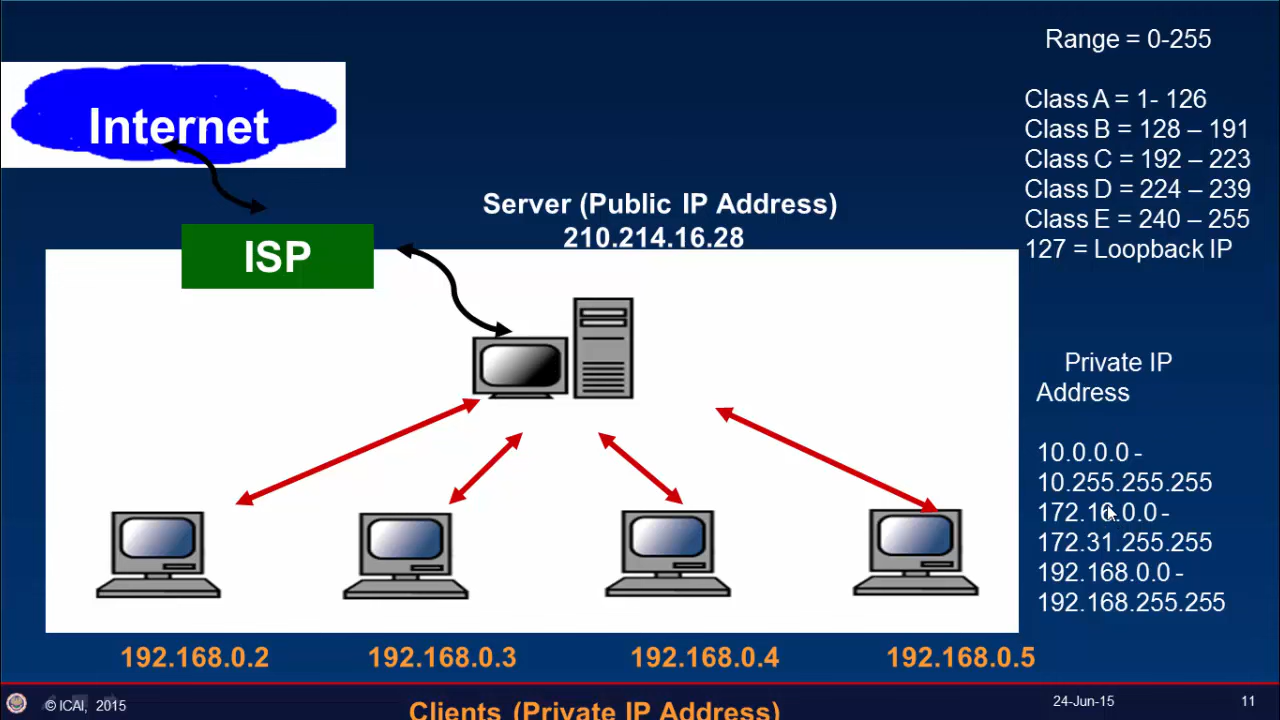 Range = 0-255
Internet
Class A = 1- 126
Class B = 128 – 191
Class C = 192 – 223
Class D = 224 – 239
Class E = 240 – 255
127 = Loopback IP
Server (Public IP Address)
210.214.16.28
ISP
Private IP
Address
10.0.0.0 -
10.255.255.255
172.16.0.0 -
172.31.255.255
192.168.0.0 -
192.168.255.255
192.168.0.2
192.168.0.3
192.168.0.4
192.168.0.5
Clients (Private IP Address)
© ICAI, 2015
24-Jun-15
11